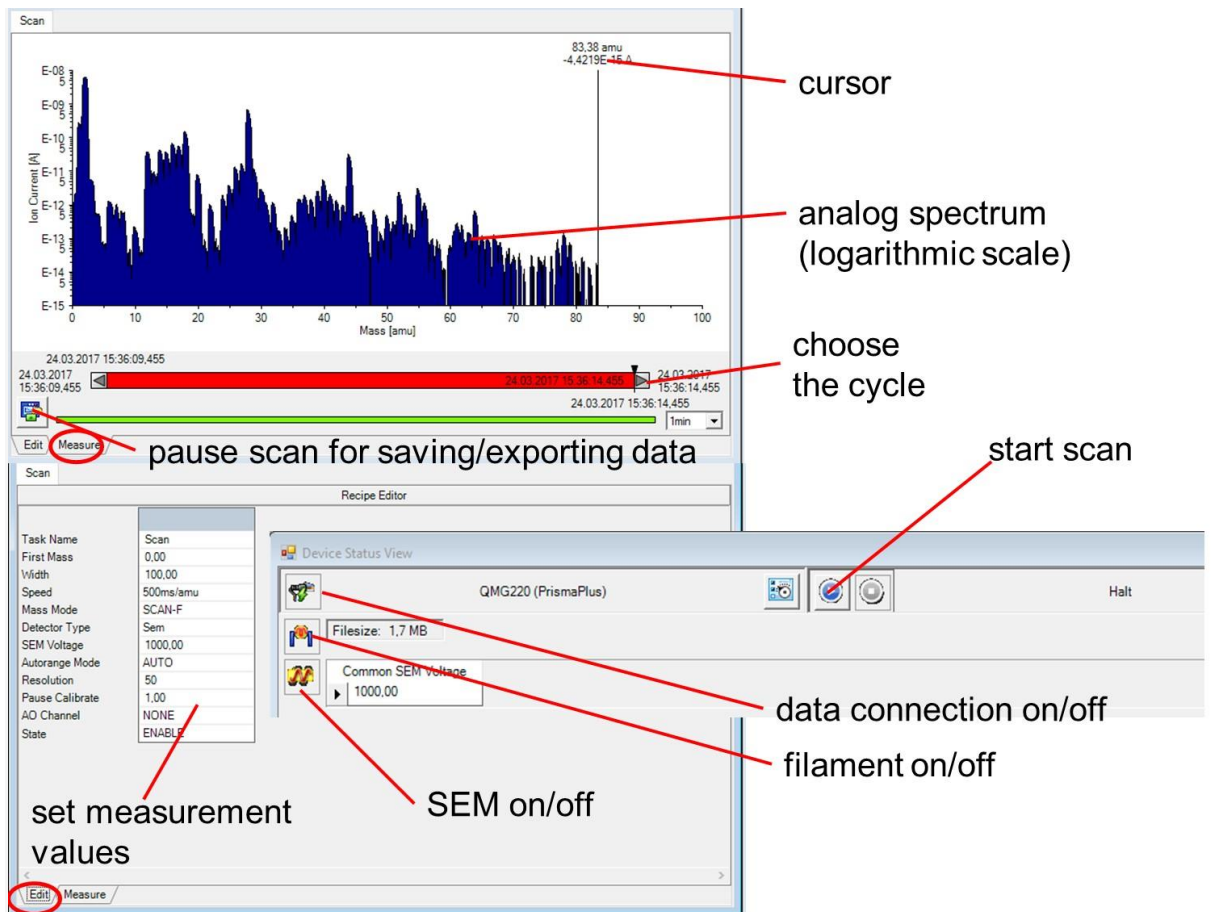 Scan
83,38 amu
-4,4219E-15 A
cursor
E-08
5
E-09
5
E-10
5
E-11
5
E-12
5
E-13
5
E-14
5
E-15
Ion Current [A]
analog spectrum
(logarithmic scale)
0 10 20 30 40 50 60 70 80 90 100
Mass [amu]
24.03.2017 15:36:09,455
24.03.2017
15:36:09,455
24.03.2017 15:36:14,455
24.03.2017
15:36:14,455
24.03.2017 15:36:14,455
1min
choose
the cycle
Edit Measure
pause scan for saving/exporting data
start scan
Scan
Recipe Editor
Task Name Scan
First Mass 0,00
Width 100,00
Speed 500ms/amu
Mass Mode SCAN-F
Detector Type Sem
SEM Voltage 1000,00
Autorange Mode AUTO
Resolution 50
Pause Calibrate 1,00
AO Channel NONE
State ENABLE
Device Status View
QMG220 (PrismaPlus)
Halt
Filesize: 1,7 MB
Common SEM Voltage
1000,00
data connection on/off
filament on/off
SEM on/off
set measurement
values
Edit Measure